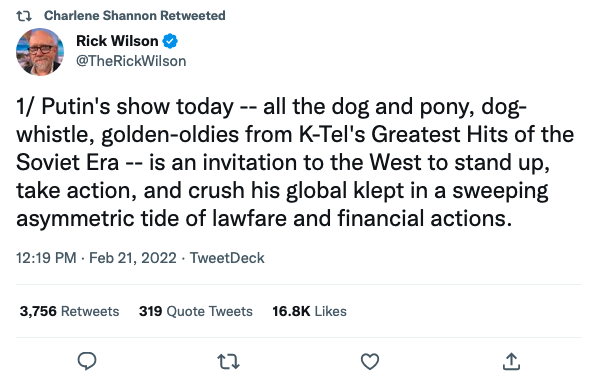 Charlene Shannon Retweeted
Rick Wilson
@TheRickWilson
1/ Putin's show today -- all the dog and pony, dog-
whistle, golden-oldies from K-Tel's Greatest Hits of the
Soviet Era -- is an invitation to the West to stand up,
take action, and crush his global klept in a sweeping
asymmetric tide of lawfare and financial actions.
12:19 PM · Feb 21, 2022 · TweetDeck
3,756 Retweets 319 Quote Tweets 16.8K Likes